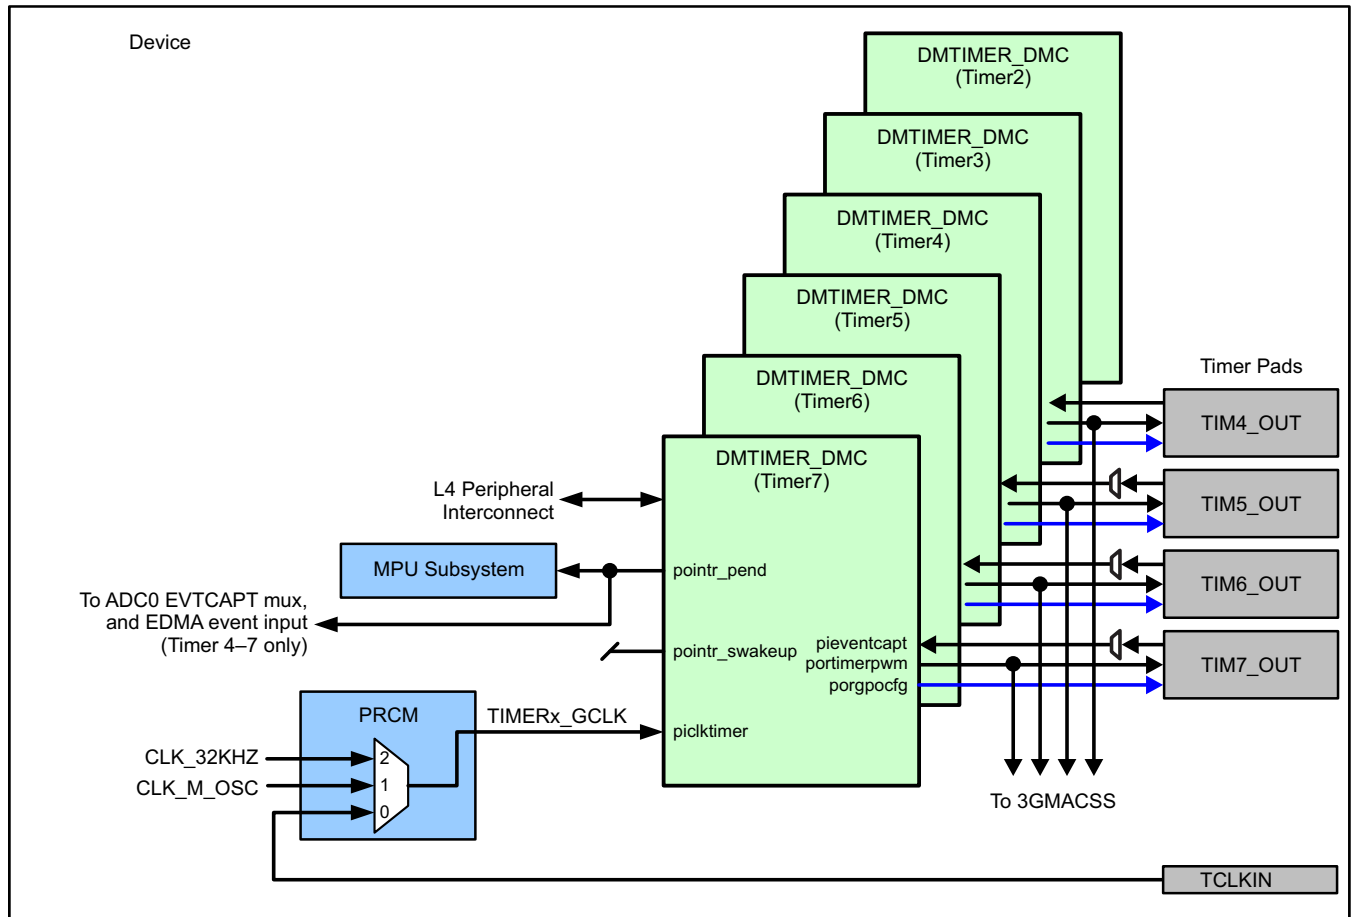 Device
DMTIMER_DMC
(Timer2)
DMTIMER_DMC
(Timer3)
DMTIMER_DMC
(Timer4)
DMTIMER_DMC
(Timer5)
DMTIMER_DMC
(Timer6)
DMTIMER_DMC
(Timer7)
Timer Pads
TIM4_OUT
TIM5_OUT
TIM6_OUT
TIM7_OUT
L4 Peripheral
Interconnect
MPU Subsystem
pointr_pend
To ADC0 EVTCAPT mux,
and EDMA event input
(Timer 4–7 only)
pointr_swakeup
pieventcapt
portimerpwm
porgpocfg
PRCM
TIMERx_GCLK
piclktimer
CLK_32KHZ
2
CLK_M_OSC
1
0
To 3GMACSS
TCLKIN